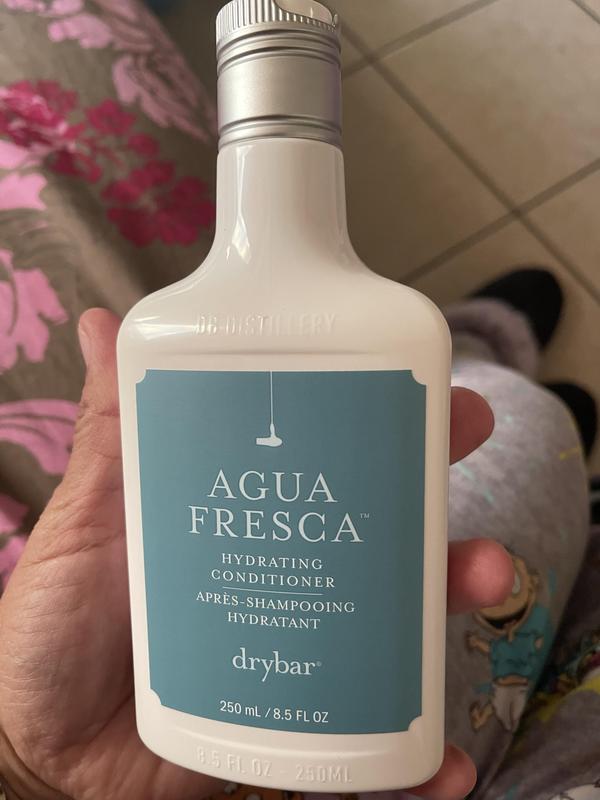 DB DISTILLERY
AGUA
FRESCA™
HYDRATING
CONDITIONER
APRÈS-SHAMPOOING
HYDRATANT
drybar®
250 mL / 8.5 FL OZ
8.5 FL OZ - 250ML